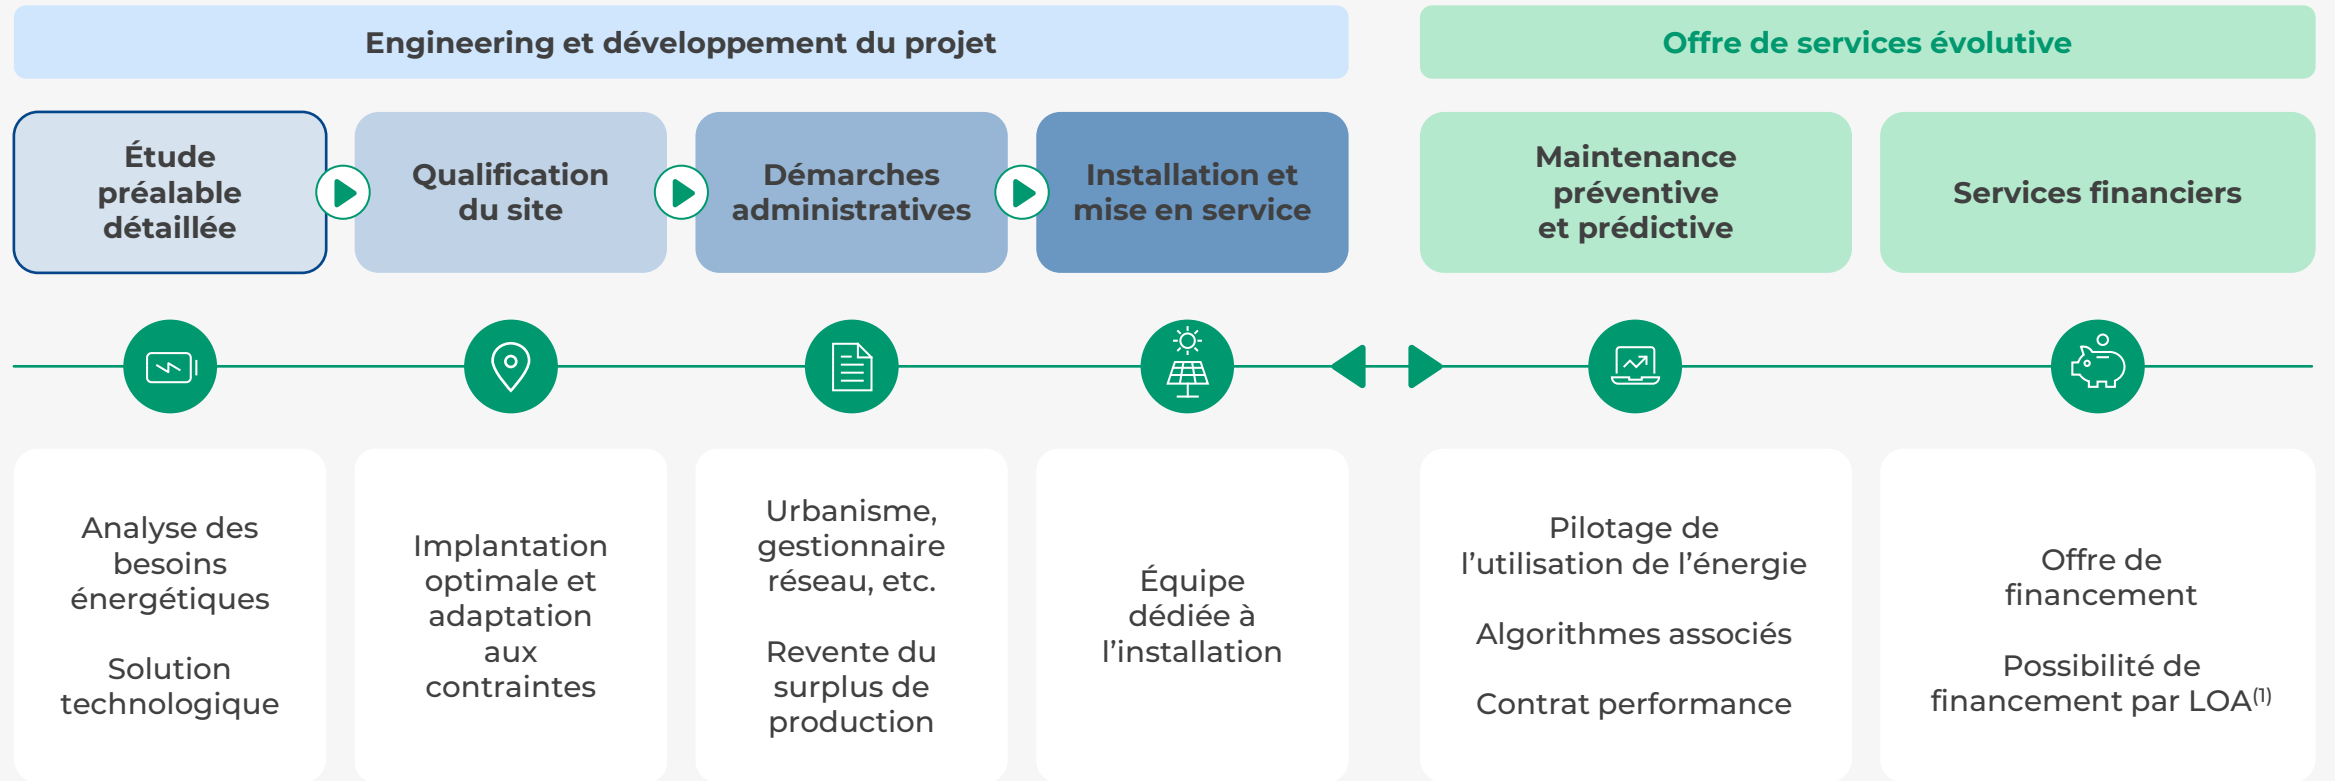 Engineering et développement du projet
Offre de services évolutive
Étude
préalable
détaillée
Qualification
du site
Démarches
administratives
Installation et
mise en service
Maintenance
préventive
et prédictive
Services financiers
Analyse des
besoins
énergétiques
Solution
technologique
Implantation
optimale et
adaptation
aux
contraintes
Urbanisme,
gestionnaire
réseau, etc.
Revente du
surplus de
production
Équipe
dédiée à
l’installation
Pilotage de
l’utilisation de l’énergie
Algorithmes associés
Contrat performance
Offre de
financement
Possibilité de
financement par LOA(1)